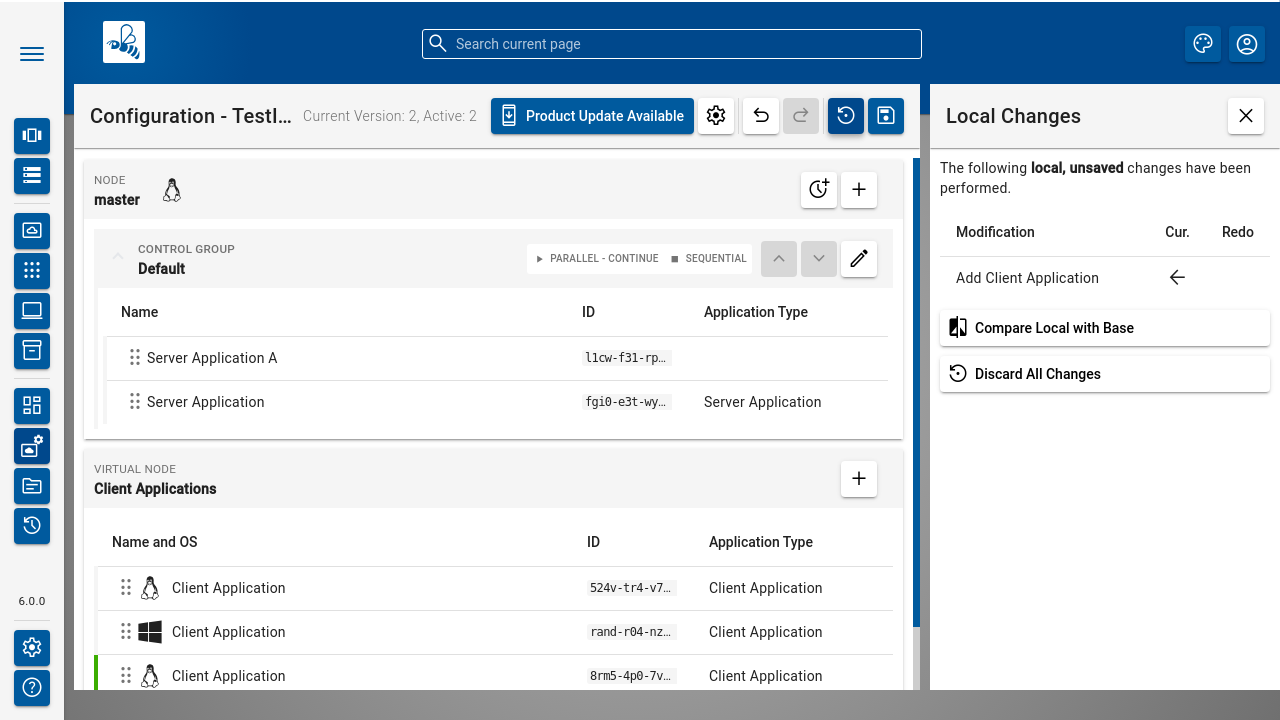 Search current page
Configuration - TestI…
Current Version: 2, Active: 2
Product Update Available
Local Changes
The following local, unsaved changes have been
performed.
Modification Cur. Redo
Add Client Application
Compare Local with Base
Discard All Changes
NODE
master
CONTROL GROUP
Default
PARALLEL - CONTINUE SEQUENTIAL
Name ID Application Type
Server Application A l1cw-f31-rp…
Server Application fgi0-e3t-wy… Server Application
VIRTUAL NODE
Client Applications
Name and OS ID Application Type
Client Application 524v-tr4-v7… Client Application
Client Application rand-r04-nz… Client Application
Client Application 8rm5-4p0-7v… Client Application
6.0.0